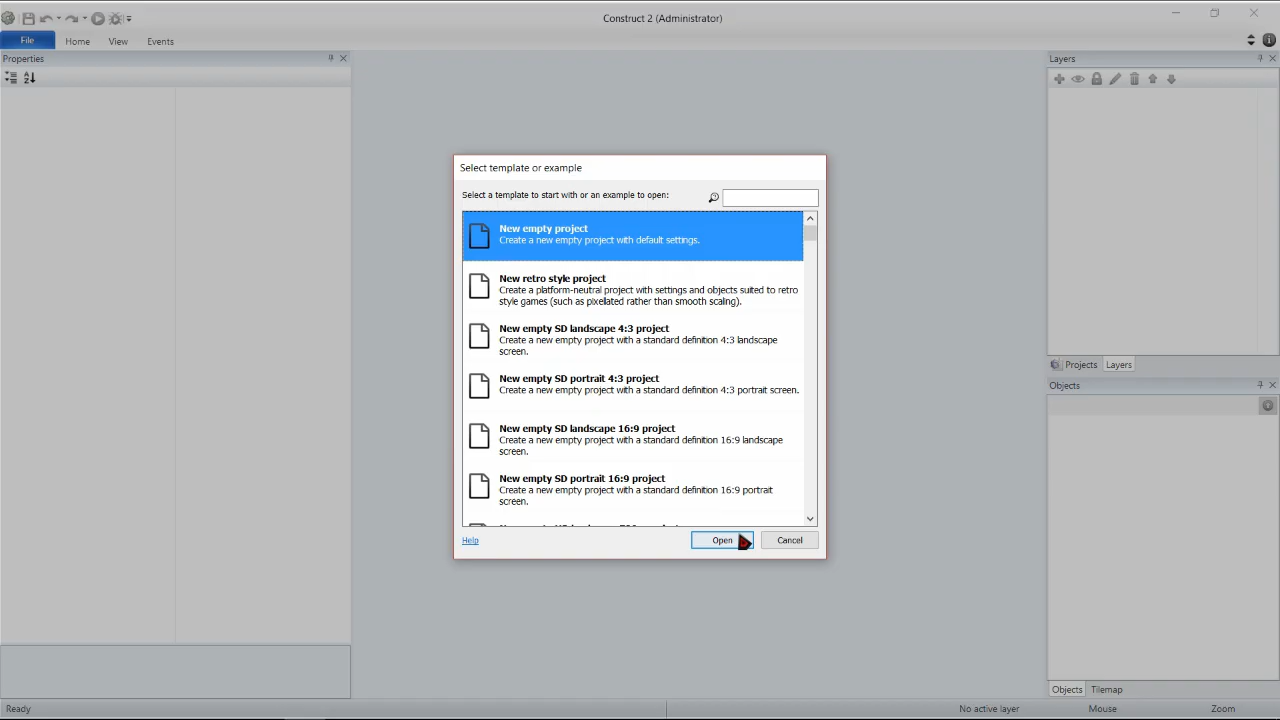 Construct 2 (Administrator)
File
Home
View
Events
Properties
Layers
Select template or example
Select a template to start with or an example to open:
New empty project
Create a new empty project with default settings.
New retro style project
Create a platform-neutral project with settings and objects suited to retro
style games (such as pixellated rather than smooth scaling).
New empty SD landscape 4:3 project
Create a new empty project with a standard definition 4:3 landscape
screen.
New empty SD portrait 4:3 project
Create a new empty project with a standard definition 4:3 portrait screen.
New empty SD landscape 16:9 project
Create a new empty project with a standard definition 16:9 landscape
screen.
New empty SD portrait 16:9 project
Create a new empty project with a standard definition 16:9 portrait
screen.
Help
Open
Cancel
Projects
Layers
Objects
Objects
Tilemap
Ready
No active layer
Mouse
Zoom